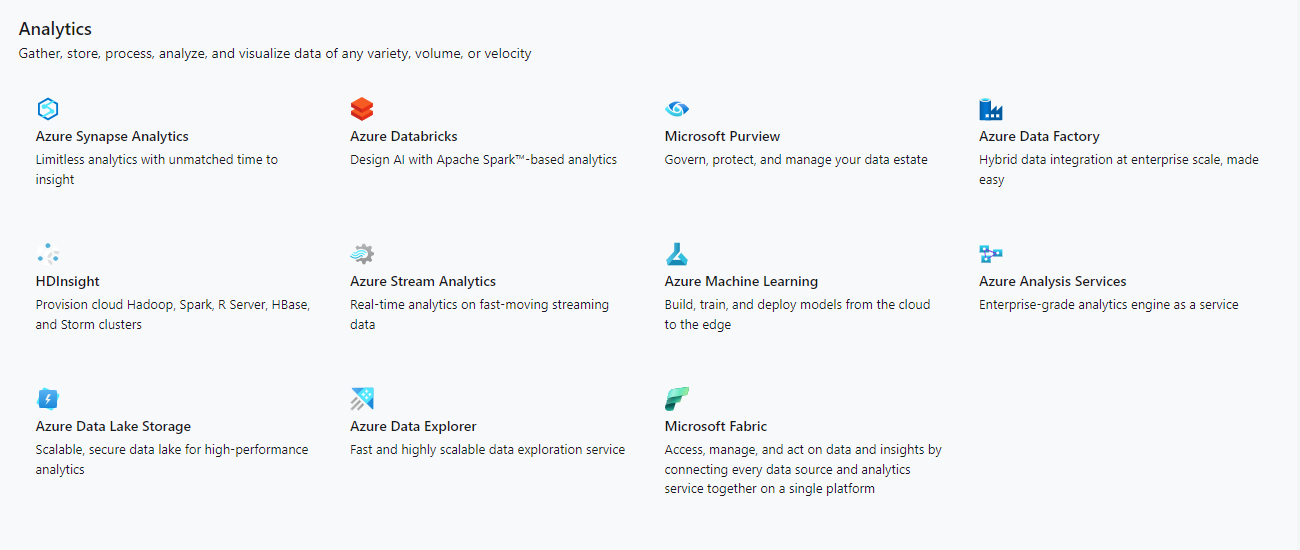 Analytics
Gather, store, process, analyze, and visualize data of any variety, volume, or velocity
Azure Synapse Analytics
Limitless analytics with unmatched time to
insight
Azure Databricks
Design AI with Apache Spark™-based analytics
Microsoft Purview
Govern, protect, and manage your data estate
Azure Data Factory
Hybrid data integration at enterprise scale, made
easy
HDInsight
Provision cloud Hadoop, Spark, R Server, HBase,
and Storm clusters
Azure Stream Analytics
Real-time analytics on fast-moving streaming
data
Azure Machine Learning
Build, train, and deploy models from the cloud
to the edge
Azure Analysis Services
Enterprise-grade analytics engine as a service
Azure Data Lake Storage
Scalable, secure data lake for high-performance
analytics
Azure Data Explorer
Fast and highly scalable data exploration service
Microsoft Fabric
Access, manage, and act on data and insights by
connecting every data source and analytics
service together on a single platform